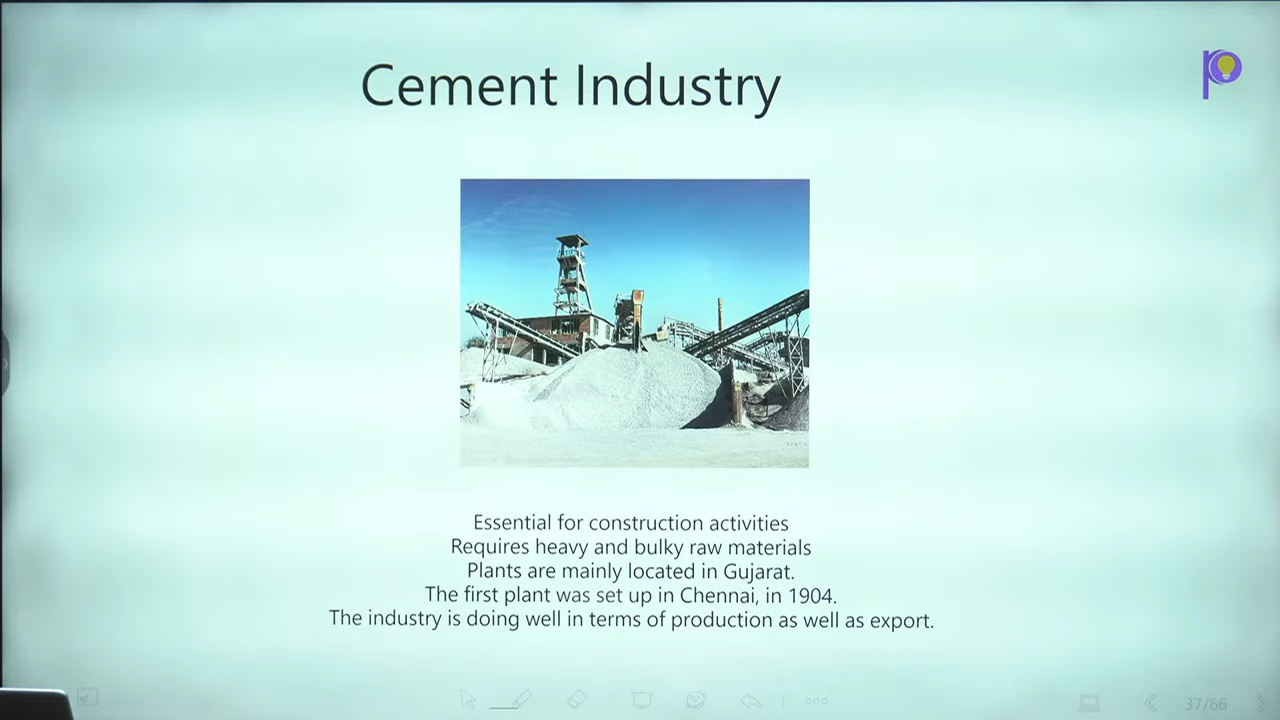 Cement Industry
Essential for construction activities
Requires heavy and bulky raw materials
Plants are mainly located in Gujarat.
The first plant was set up in Chennai, in 1904.
The industry is doing well in terms of production as well as export.
37/66